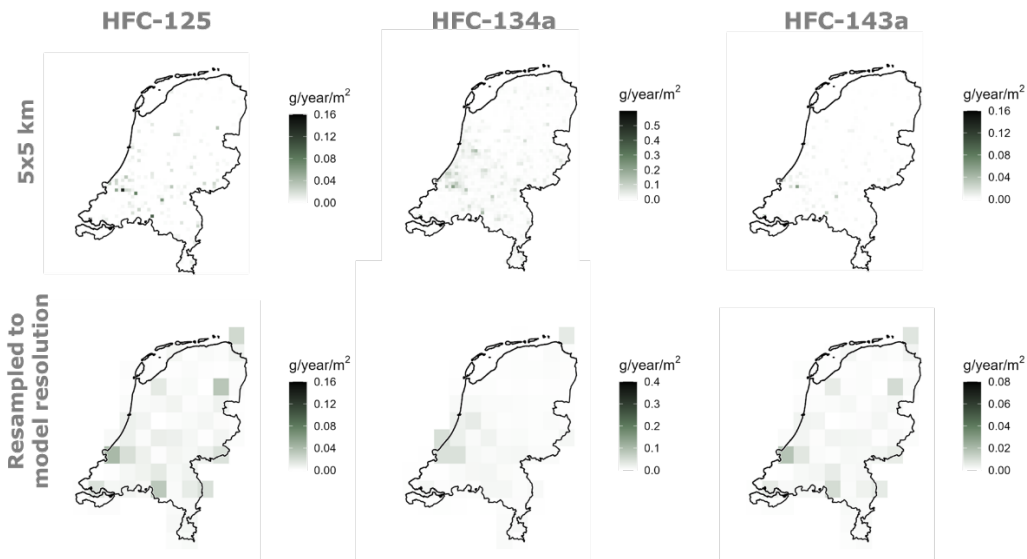 HFC-125
HFC-134a
HFC-143a
5x5 km
g/year/m²
0.16
0.12
0.08
0.04
0.00
g/year/m²
0.5
0.4
0.3
0.2
0.1
0.0
g/year/m²
0.16
0.12
0.08
0.04
0.00
Resampled to
model resolution
g/year/m²
0.16
0.12
0.08
0.04
0.00
g/year/m²
0.4
0.3
0.2
0.1
0.0
g/year/m²
0.08
0.06
0.04
0.02
0.00